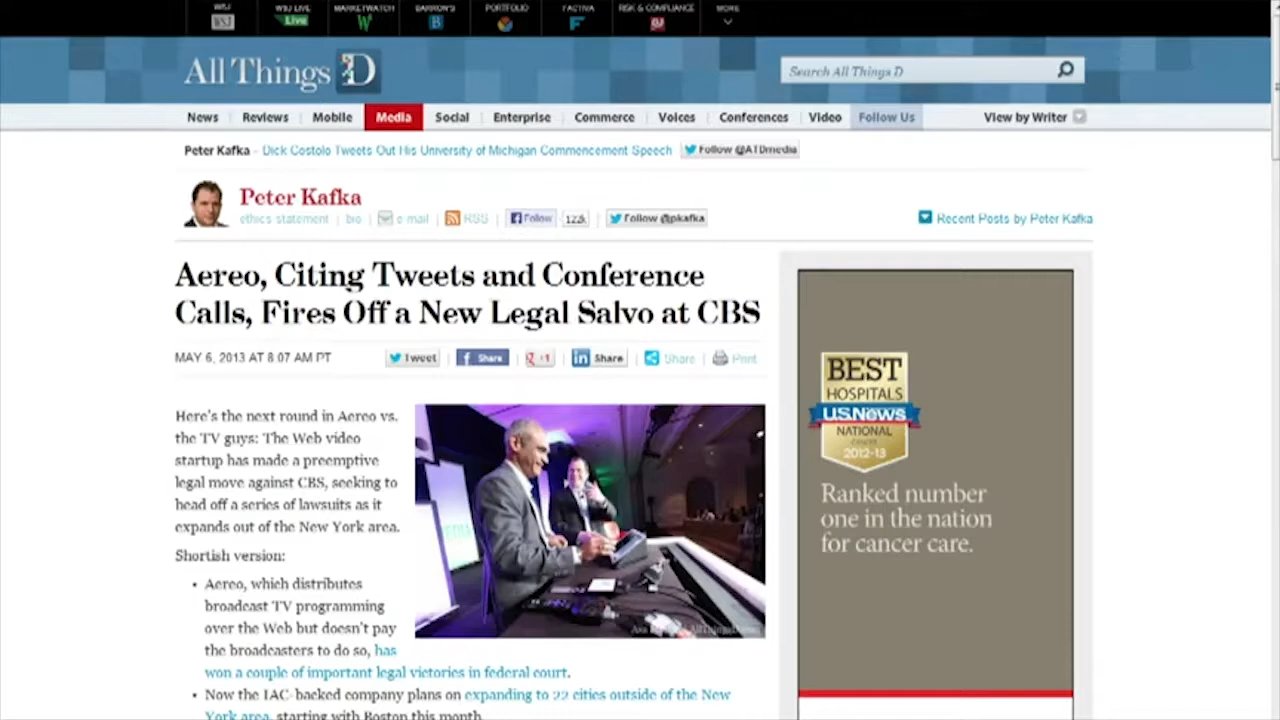 WSJ
WSJ LIVE
MARKETWATCH
BARRON'S
PORTFOLIO
FACTIVA
RISK & COMPLIANCE
MORE
WSJ
Live
W
B
F
All Things D
Search All Things D
News
Reviews
Mobile
Media
Social
Enterprise
Commerce
Voices
Conferences
Video
Follow Us
View by Writer
Peter Kafka – Dick Costolo Tweets Out His University of Michigan Commencement Speech
Follow @ATDmedia
Peter Kafka
ethics statement | bio | e-mail | RSS
Follow
Follow @pkafka
Recent Posts by Peter Kafka
Aereo, Citing Tweets and Conference
Calls, Fires Off a New Legal Salvo at CBS
MAY 6, 2013 AT 8:07 AM PT
Tweet
Share
+1
Share
Share
Print
Here's the next round in Aereo vs.
the TV guys: The Web video
startup has made a preemptive
legal move against CBS, seeking to
head off a series of lawsuits as it
expands out of the New York area.
Shortish version:
• Aereo, which distributes
broadcast TV programming
over the Web but doesn't pay
the broadcasters to do so, has
won a couple of important legal victories in federal court.
• Now the IAC-backed company plans on expanding to 22 cities outside of the New
York area, starting with Boston this month.
BEST
HOSPITALS
U.S.News
NATIONAL
CANCER
2012-13
Ranked number
one in the nation
for cancer care.